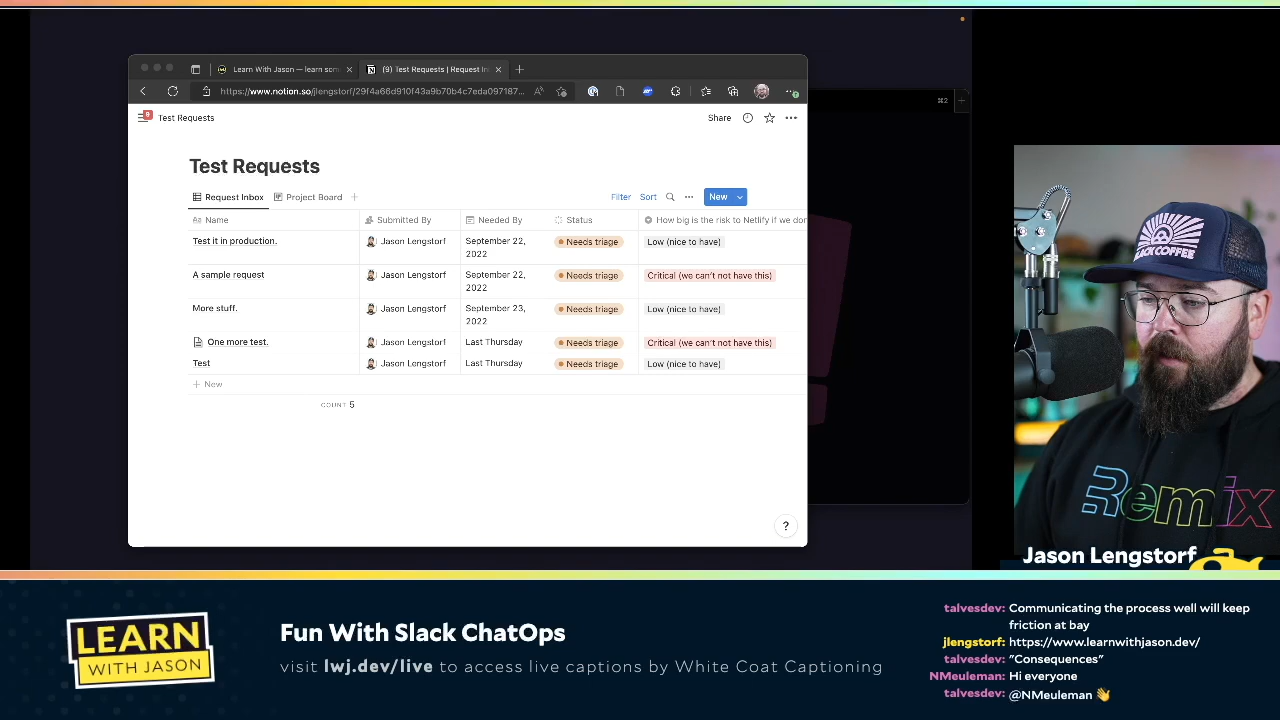 Learn With Jason — learn son
(9) Test Requests | Request In
https://www.notion.so/jlengstorf/29f4a66d910f43a9b70b4c7eda097187...
9
Test Requests
Share
⌘2
Test Requests
Request Inbox
Project Board
Filter
Sort
New
Name
Submitted By
Needed By
Status
How big is the risk to Netlify if we don
Test it in production.
Jason Lengstorf
September 22,
2022
Needs triage
Low (nice to have)
A sample request
Jason Lengstorf
September 22,
2022
Needs triage
Critical (we can't not have this)
More stuff.
Jason Lengstorf
September 23,
2022
Needs triage
Low (nice to have)
One more test.
Jason Lengstorf
Last Thursday
Needs triage
Critical (we can't not have this)
Test
Jason Lengstorf
Last Thursday
Needs triage
Low (nice to have)
+ New
COUNT 5
?
BLACK COFFEE
Remix
Jason Lengstorf
LEARN
WITH JASON
Fun With Slack ChatOps
visit lwj.dev/live to access live captions by White Coat Captioning
talvesdev: Communicating the process well will keep
friction at bay
jlengstorf: https://www.learnwithjason.dev/
talvesdev: "Consequences"
NMeuleman: Hi everyone
talvesdev: @NMeuleman 👋